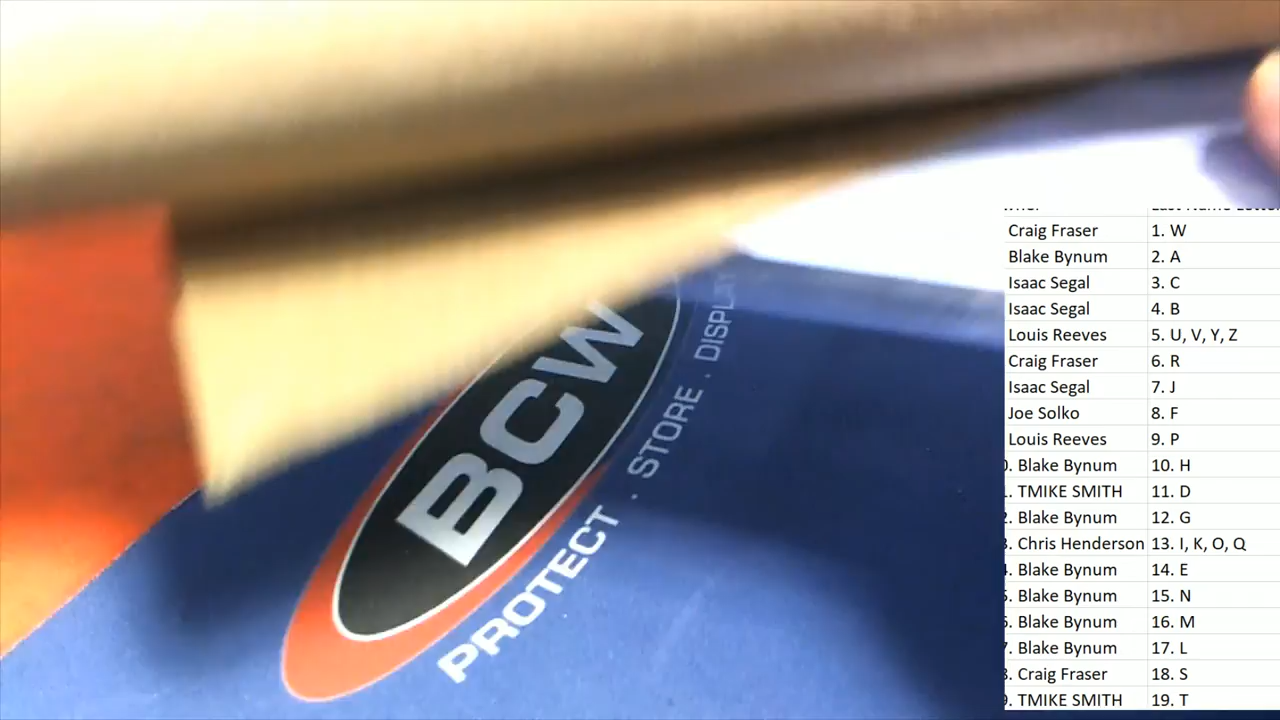 BCW
PROTECT . STORE . DISPL
Craig Fraser 1. W
Blake Bynum 2. A
Isaac Segal 3. C
Isaac Segal 4. B
Louis Reeves 5. U, V, Y, Z
Craig Fraser 6. R
Isaac Segal 7. J
Joe Solko 8. F
Louis Reeves 9. P
. Blake Bynum 10. H
. TMIKE SMITH 11. D
. Blake Bynum 12. G
. Chris Henderson 13. I, K, O, Q
. Blake Bynum 14. E
. Blake Bynum 15. N
. Blake Bynum 16. M
. Blake Bynum 17. L
. Craig Fraser 18. S
. TMIKE SMITH 19. T